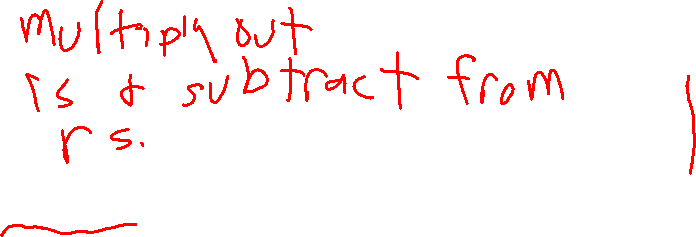 multiply out
rs & subtract from
rs.